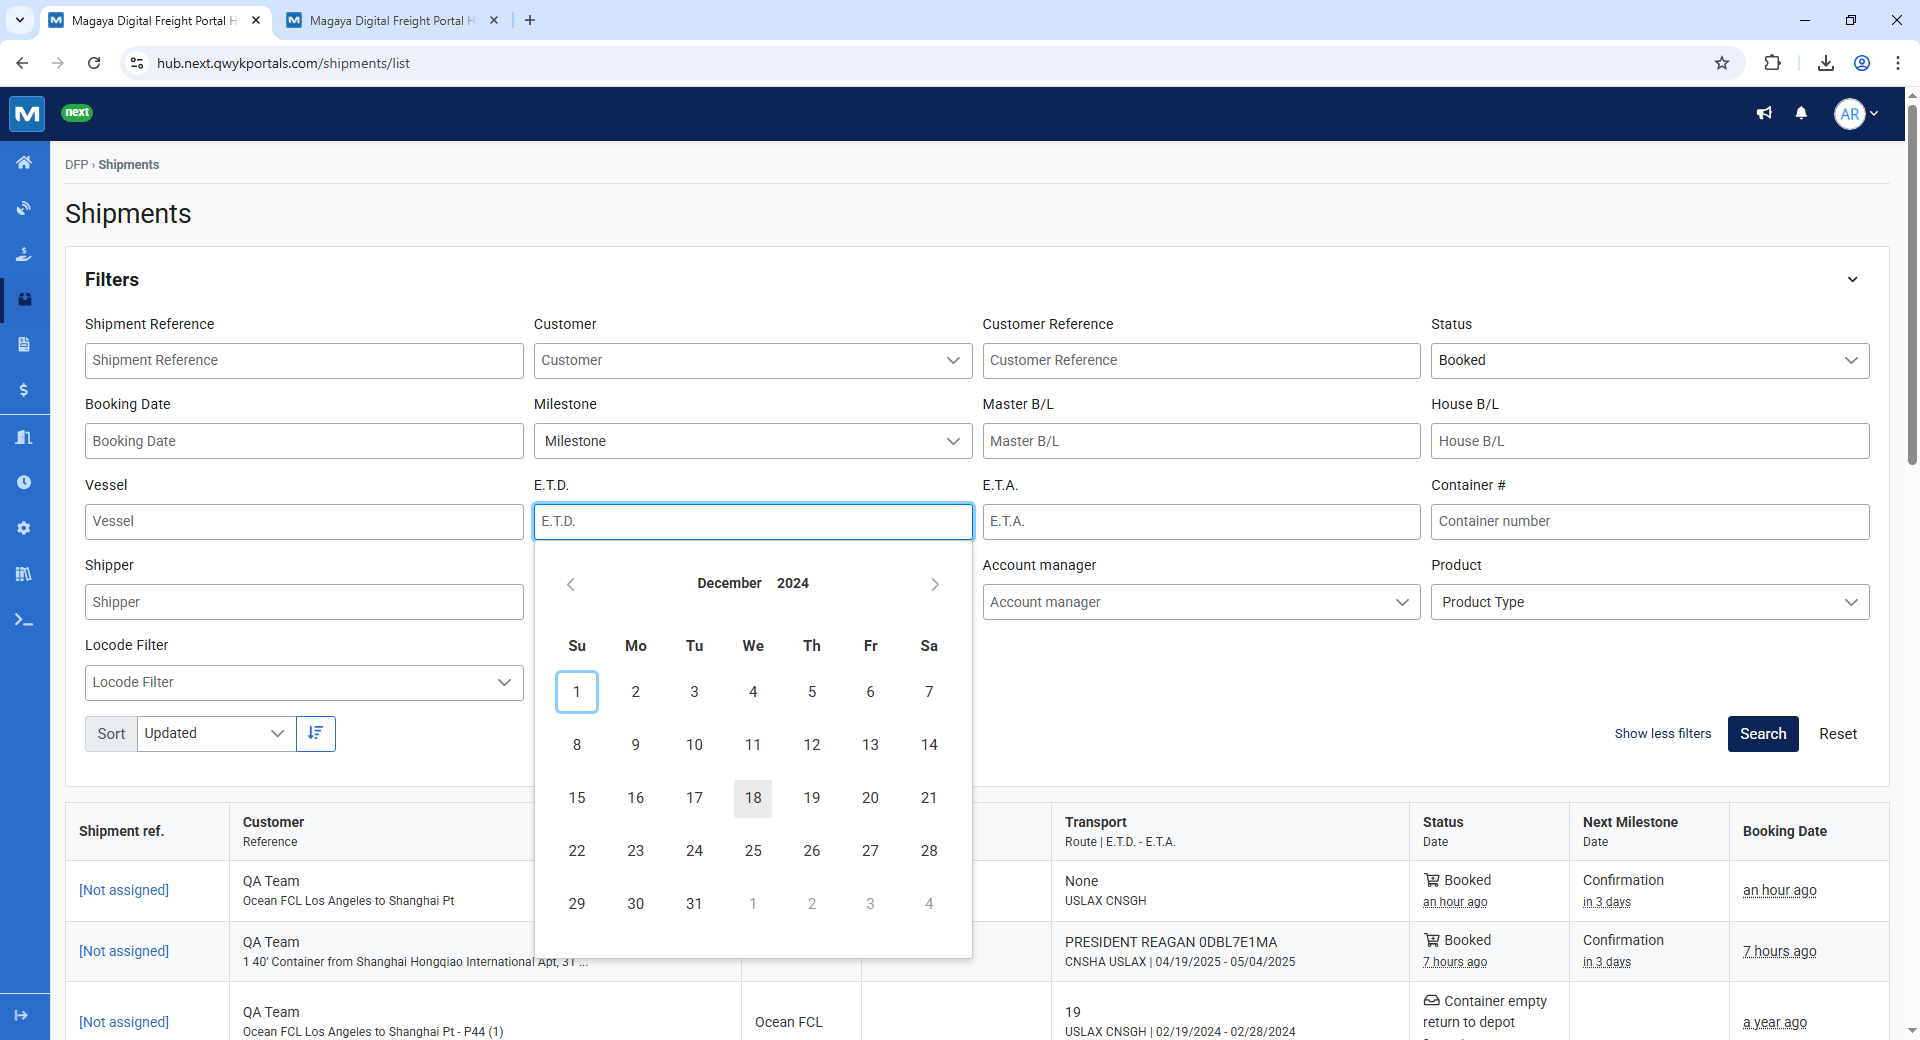 Magaya Digital Freight Portal H
Magaya Digital Freight Portal H
hub.next.qwykportals.com/shipments/list
next
AR
DFP › Shipments
Shipments
Filters
Shipment Reference
Customer
Customer Reference
Status
Shipment Reference
Customer
Customer Reference
Booked
Booking Date
Milestone
Master B/L
House B/L
Booking Date
Milestone
Master B/L
House B/L
Vessel
E.T.D.
E.T.A.
Container #
Vessel
E.T.D.
E.T.A.
Container number
Shipper
Account manager
Product
Shipper
Account manager
Product Type
Locode Filter
Locode Filter
Sort
Updated
December 2024
Su Mo Tu We Th Fr Sa
1 2 3 4 5 6 7
8 9 10 11 12 13 14
15 16 17 18 19 20 21
22 23 24 25 26 27 28
29 30 31 1 2 3 4
Show less filters
Search
Reset
Shipment ref.
Customer
Reference
Transport
Route | E.T.D. - E.T.A.
Status
Date
Next Milestone
Date
Booking Date
[Not assigned]
QA Team
Ocean FCL Los Angeles to Shanghai Pt
None
USLAX CNSGH
Booked
an hour ago
Confirmation
in 3 days
an hour ago
[Not assigned]
QA Team
1 40' Container from Shanghai Hongqiao International Apt, 31 ...
PRESIDENT REAGAN 0DBL7E1MA
CNSHA USLAX | 04/19/2025 - 05/04/2025
Booked
7 hours ago
Confirmation
in 3 days
7 hours ago
[Not assigned]
QA Team
Ocean FCL Los Angeles to Shanghai Pt - P44 (1)
Ocean FCL
19
USLAX CNSGH | 02/19/2024 - 02/28/2024
Container empty
return to depot
a year ago